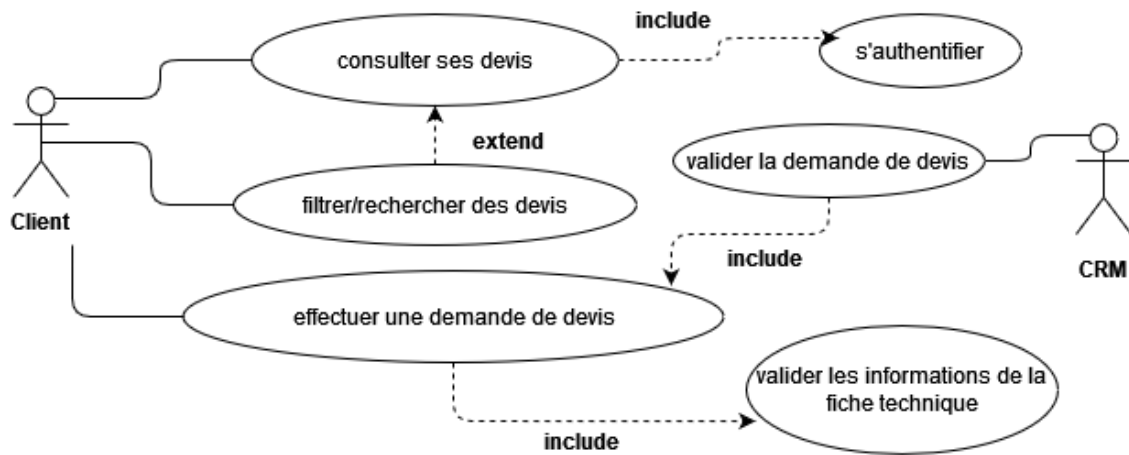 include
consulter ses devis
s'authentifier
extend
valider la demande de devis
filtrer/rechercher des devis
Client
include
CRM
effectuer une demande de devis
valider les informations de la
fiche technique
include